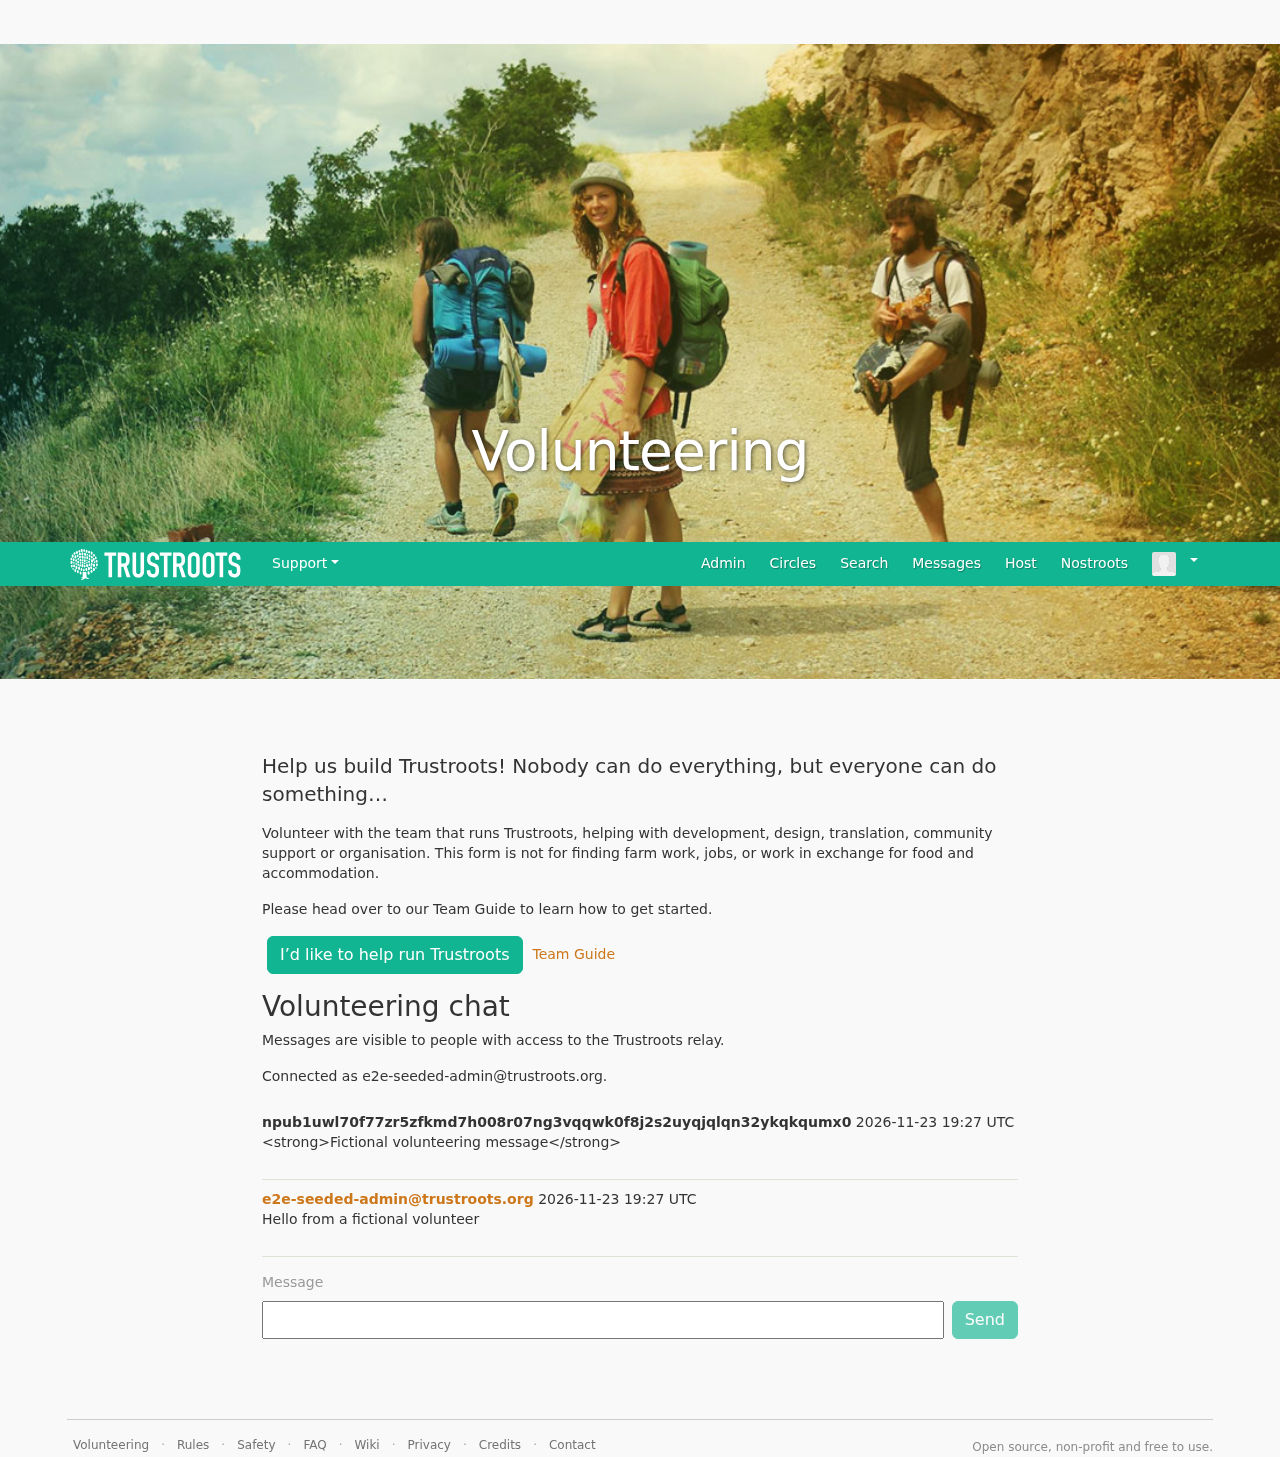 Volunteering
TRUSTROOTS Support Admin Circles Search Messages Host Nostroots
Help us build Trustroots! Nobody can do everything, but everyone can do
something…
Volunteer with the team that runs Trustroots, helping with development, design, translation, community
support or organisation. This form is not for finding farm work, jobs, or work in exchange for food and
accommodation.
Please head over to our Team Guide to learn how to get started.
I’d like to help run Trustroots Team Guide
Volunteering chat
Messages are visible to people with access to the Trustroots relay.
Connected as e2e-seeded-admin@trustroots.org.
npub1uwl70f77zr5zfkmd7h008r07ng3vqqwk0f8j2s2uyqjqlqn32ykqkqumx0 2026-11-23 19:27 UTC
<strong>Fictional volunteering message</strong>
e2e-seeded-admin@trustroots.org 2026-11-23 19:27 UTC
Hello from a fictional volunteer
Message
Send
Volunteering · Rules · Safety · FAQ · Wiki · Privacy · Credits · Contact
Open source, non-profit and free to use.